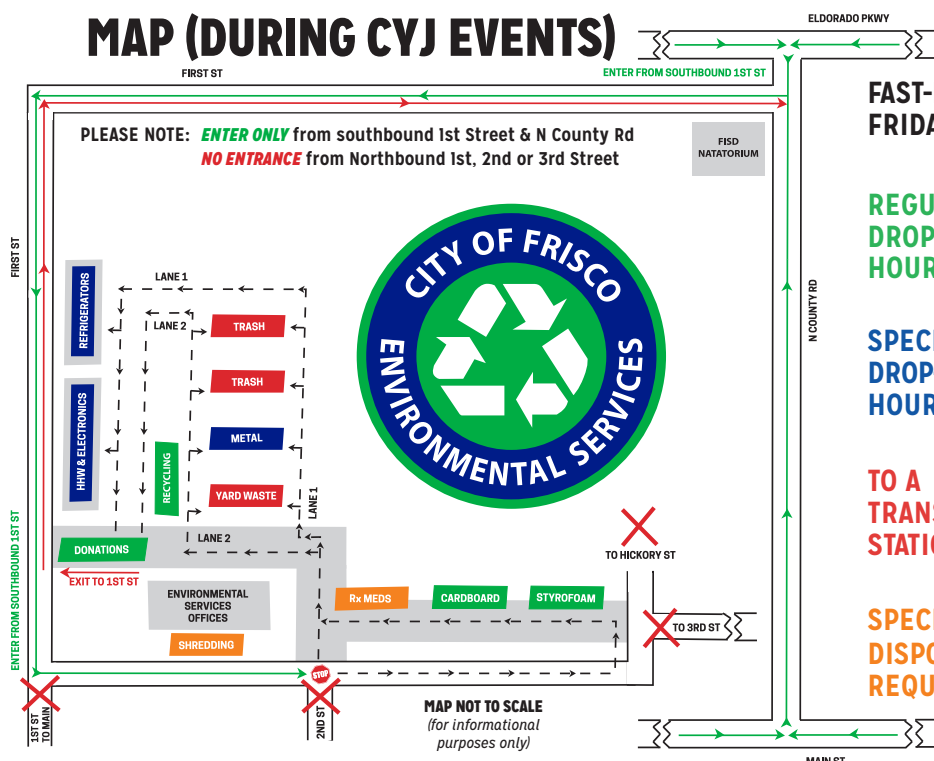 MAP (DURING CYJ EVENTS)
ELDORADO PKWY
FIRST ST
ENTER FROM SOUTHBOUND 1ST ST
PLEASE NOTE: ENTER ONLY from southbound 1st Street & N County Rd
NO ENTRANCE from Northbound 1st, 2nd or 3rd Street
FISD
NATATORIUM
FAST-
FRIDA
REGU
DROP
HOUR
SPECI
DROP
HOUR
TO A
TRANS
STATIO
SPECI
DISPO
REQU
FIRST ST
N COUNTY RD
CITY OF FRISCO
ENVIRONMENTAL SERVICES
LANE 1
LANE 2
REFRIGERATORS
TRASH
TRASH
HHW & ELECTRONICS
METAL
RECYCLING
YARD WASTE
LANE 1
LANE 2
DONATIONS
EXIT TO 1ST ST
ENTER FROM SOUTHBOUND 1ST ST
ENVIRONMENTAL
SERVICES
OFFICES
SHREDDING
Rx MEDS
CARDBOARD
STYROFOAM
TO HICKORY ST
TO 3RD ST
STOP
1ST ST
TO MAIN
2ND ST
MAP NOT TO SCALE
(for informational
purposes only)
MAIN ST